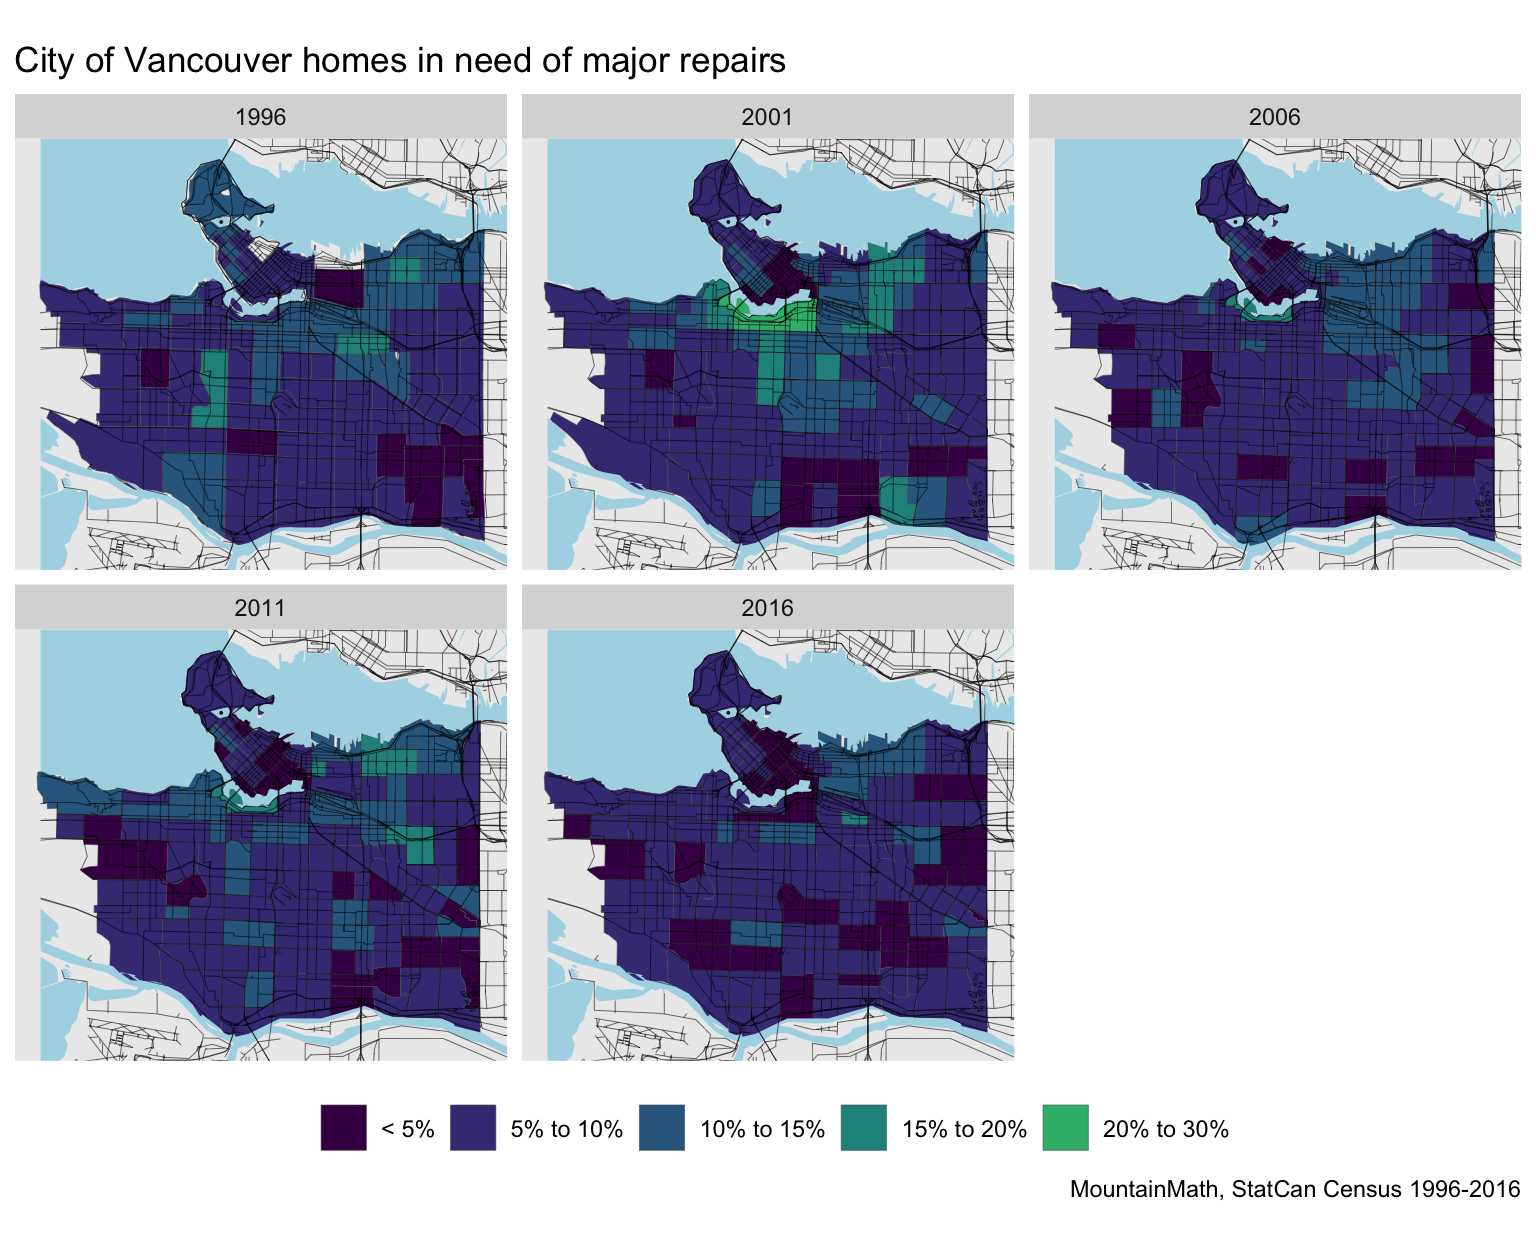 City of Vancouver homes in need of major repairs
1996
2001
2006
2011
2016
< 5%
5% to 10%
10% to 15%
15% to 20%
20% to 30%
MountainMath, StatCan Census 1996-2016